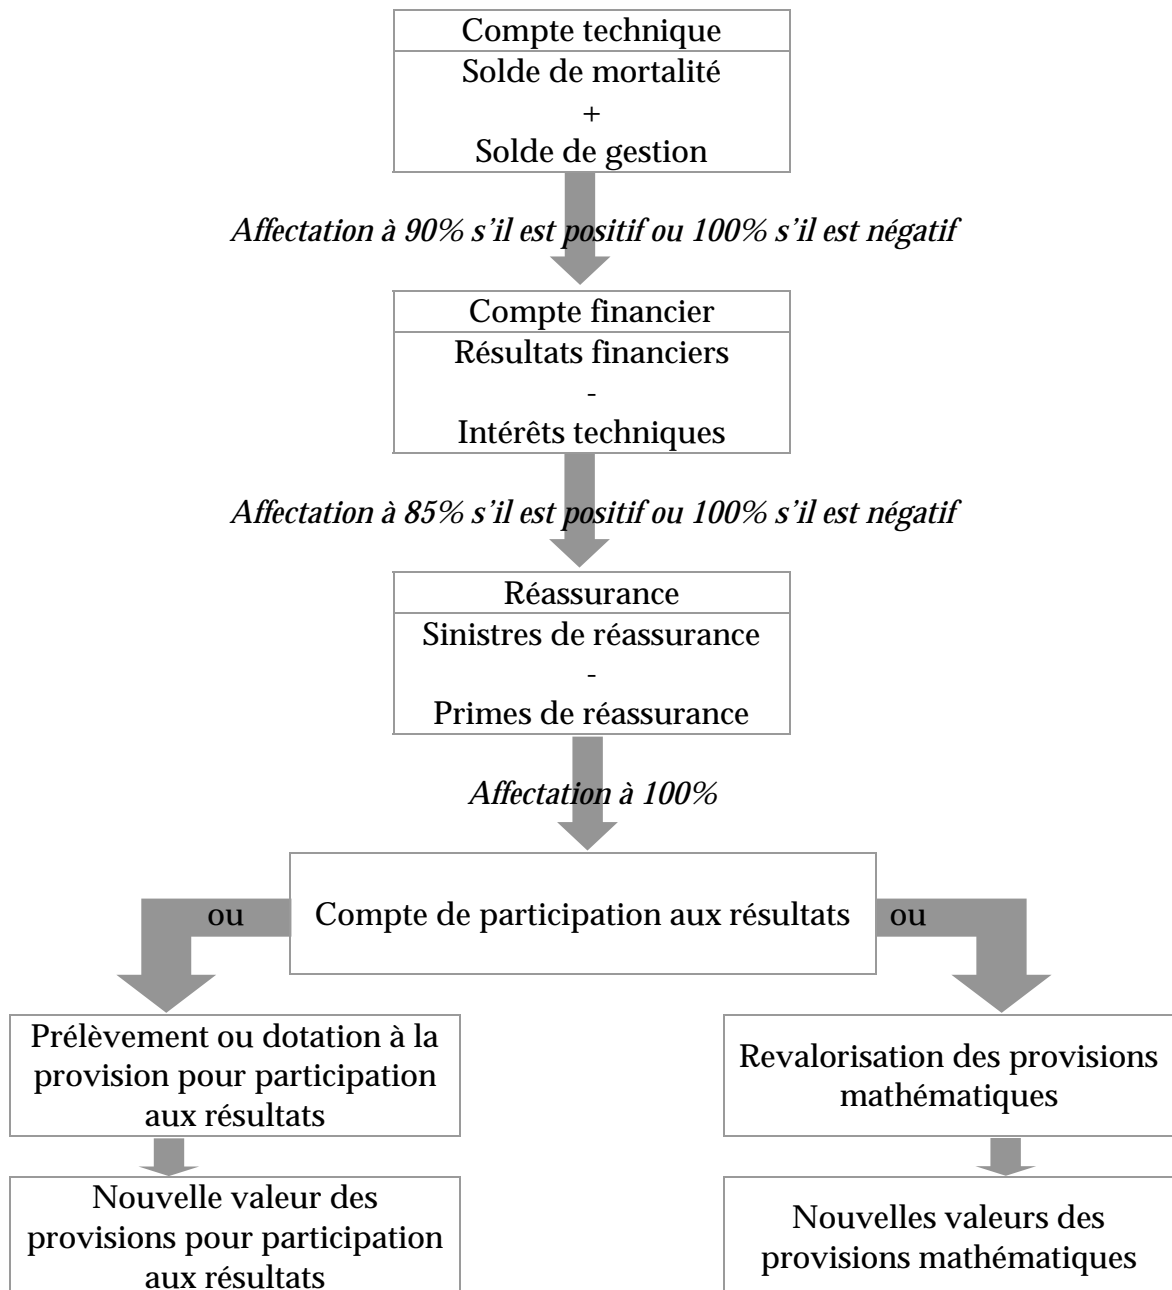 Compte technique
Solde de mortalité
+
Solde de gestion
Affectation à 90% s’il est positif ou 100% s’il est négatif
Compte financier
Résultats financiers
-
Intérêts techniques
Affectation à 85% s’il est positif ou 100% s’il est négatif
Réassurance
Sinistres de réassurance
-
Primes de réassurance
Affectation à 100%
ou
Compte de participation aux résultats
ou
Prélèvement ou dotation à la
provision pour participation
aux résultats
Revalorisation des provisions
mathématiques
Nouvelle valeur des
provisions pour participation
aux résultats
Nouvelles valeurs des
provisions mathématiques